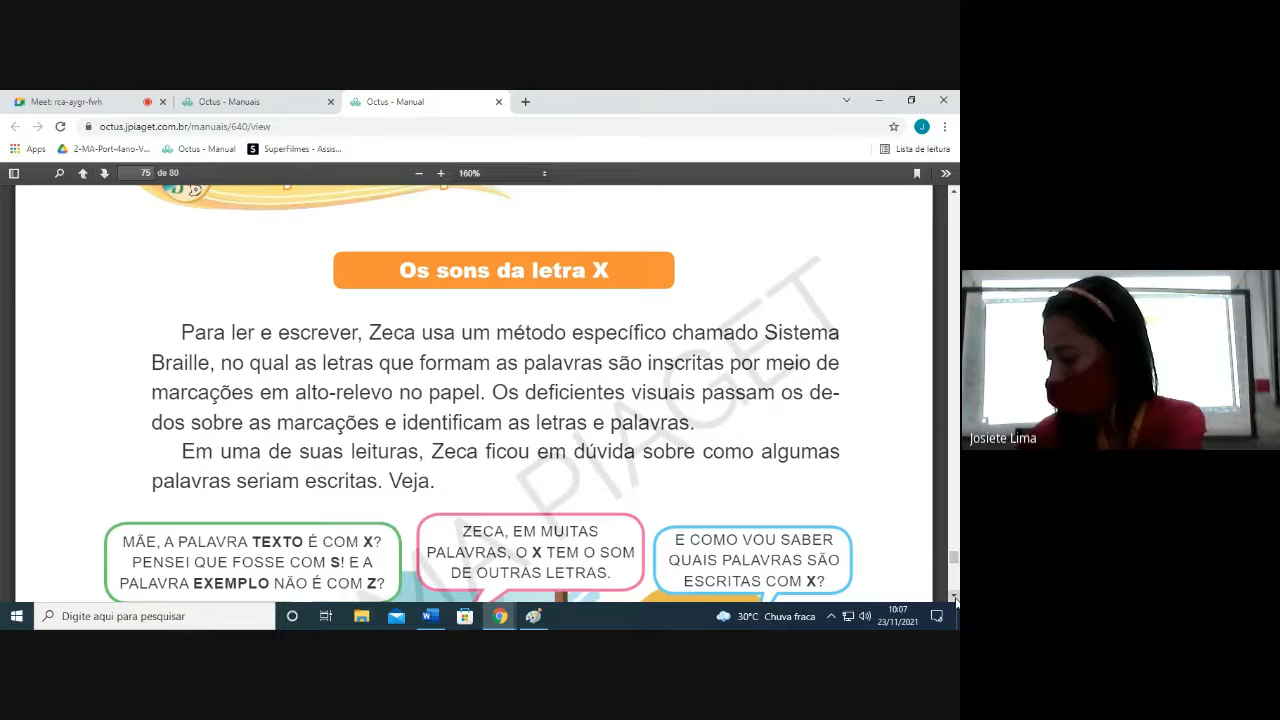 Meet: rca-aygr-fwh
Octus - Manuais
Octus - Manual
octus.jpiaget.com.br/manuais/640/view
Apps
2-MA-Port-4ano-V...
Octus - Manual
S SuperFilmes - Assis...
Lista de leitura
J
75 de 80
160%
Os sons da letra X
Para ler e escrever, Zeca usa um método específico chamado Sistema
Braille, no qual as letras que formam as palavras são inscritas por meio de
marcações em alto-relevo no papel. Os deficientes visuais passam os de-
dos sobre as marcações e identificam as letras e palavras.
Em uma de suas leituras, Zeca ficou em dúvida sobre como algumas
palavras seriam escritas. Veja.
MÃE, A PALAVRA TEXTO É COM X?
PENSEI QUE FOSSE COM S! E A
PALAVRA EXEMPLO NÃO É COM Z?
ZECA, EM MUITAS
PALAVRAS, O X TEM O SOM
DE OUTRAS LETRAS.
E COMO VOU SABER
QUAIS PALAVRAS SÃO
ESCRITAS COM X?
MA PIAGET
Josiete Lima
Digite aqui para pesquisar
30°C Chuva fraca
10:07
23/11/2021